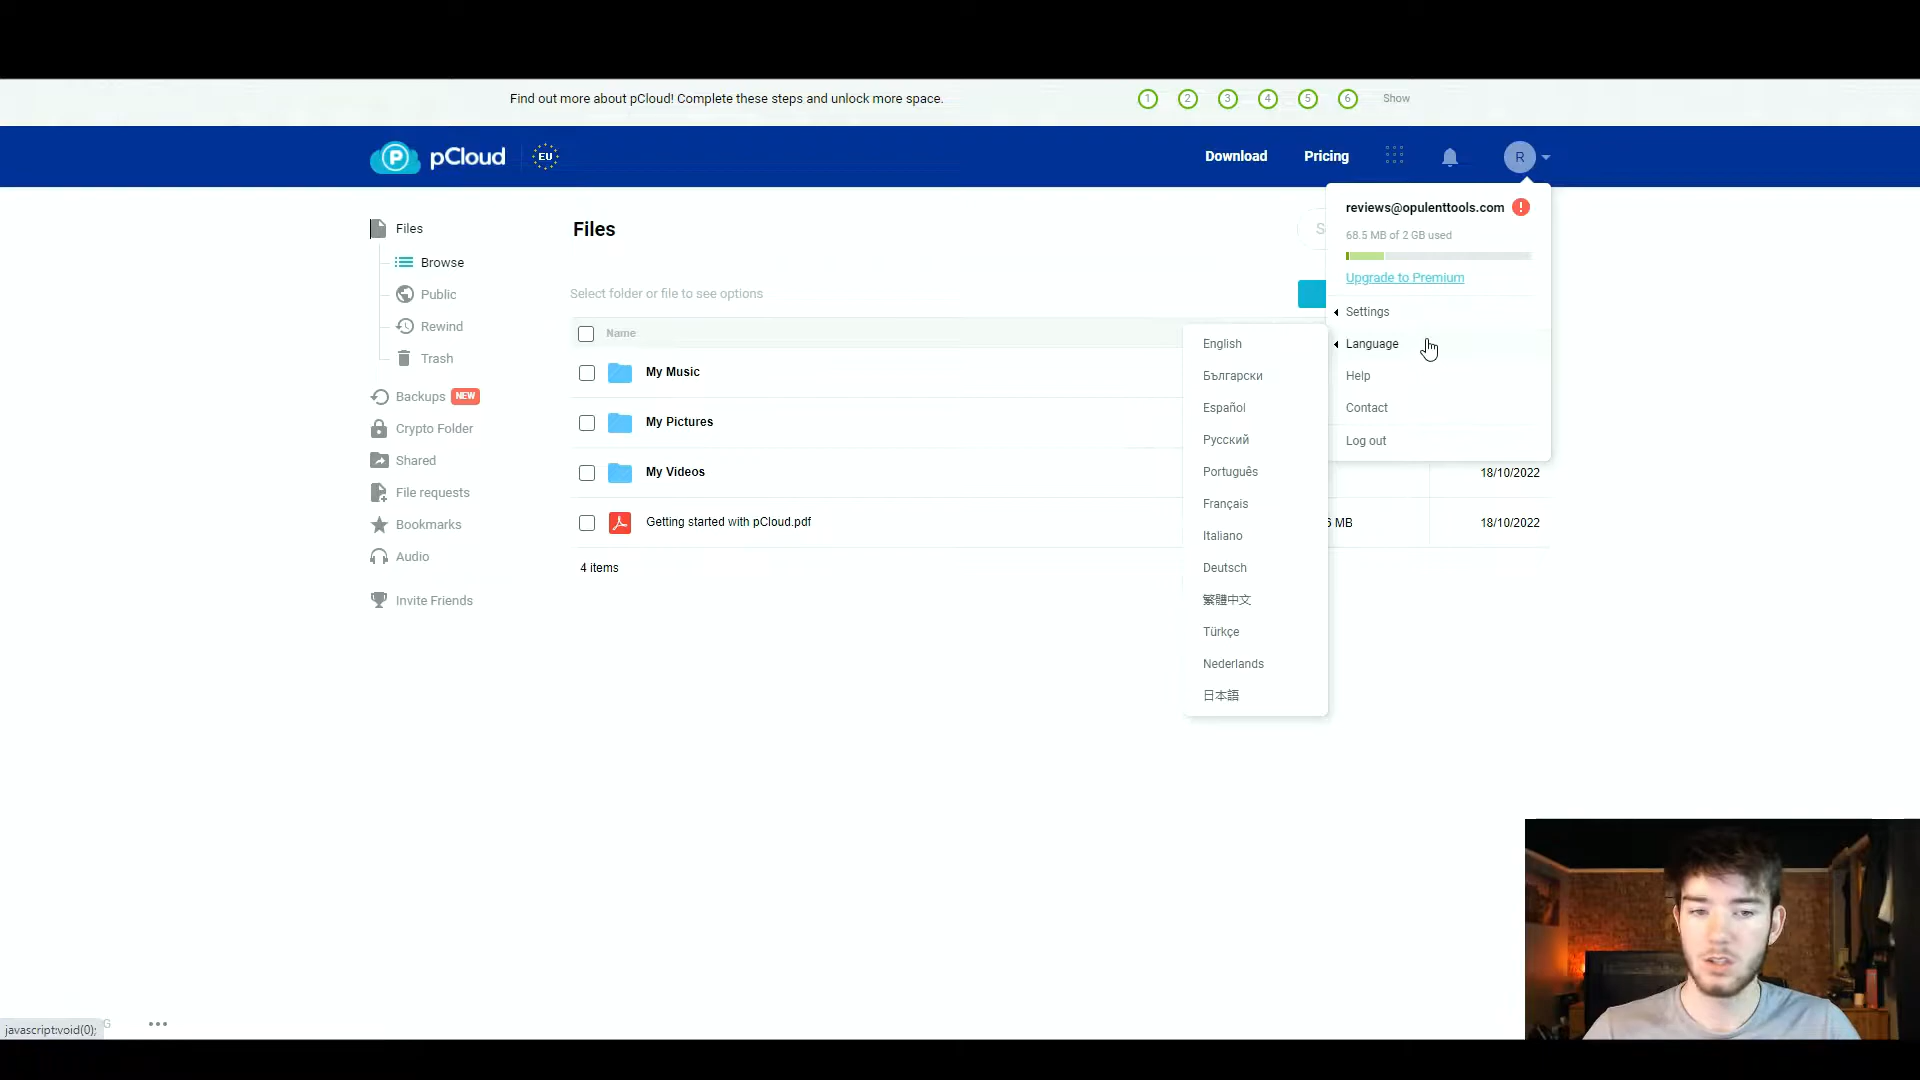 Find out more about pCloud! Complete these steps and unlock more space.
1 2 3 4 5 6 Show
P pCloud EU
Download Pricing R
reviews@opulenttools.com !
68.5 MB of 2 GB used
Upgrade to Premium
Settings
Language
Help
Contact
Log out
English
Български
Español
Русский
Português
Français
Italiano
Deutsch
繁體中文
Türkçe
Nederlands
日本語
Files
Browse
Public
Rewind
Trash
Backups NEW
Crypto Folder
Shared
File requests
Bookmarks
Audio
Invite Friends
Files
Select folder or file to see options
Name
My Music
My Pictures
My Videos 18/10/2022
Getting started with pCloud.pdf MB 18/10/2022
4 items
javascript:void(0);